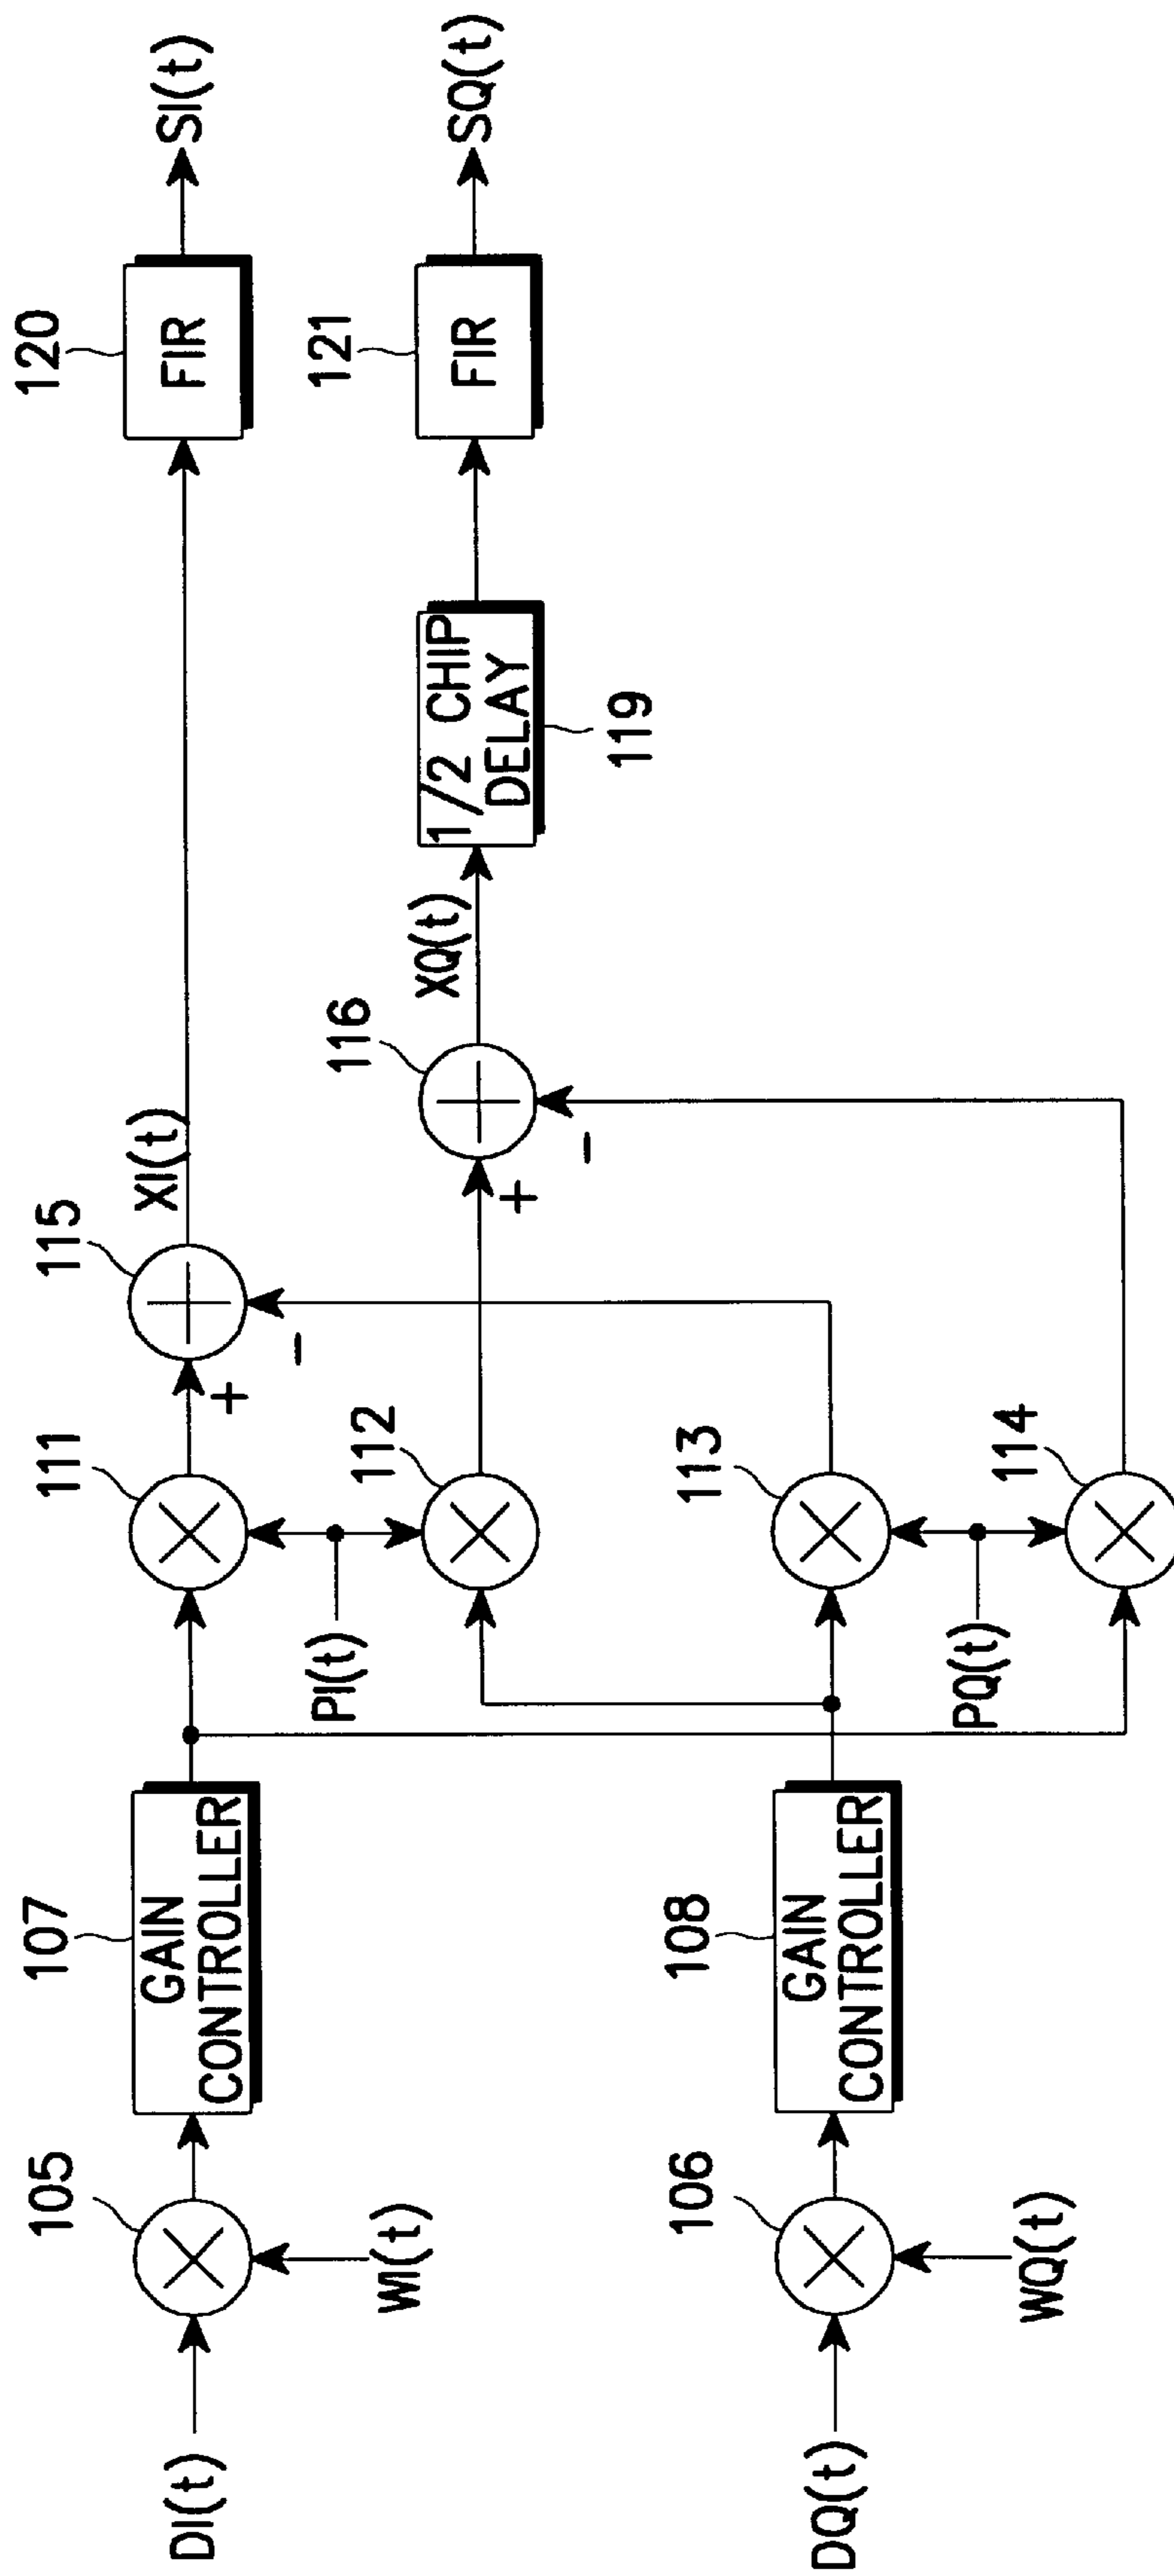 DI(t)
105
WI(t)
107
GAIN
CONTROLLER
111
+
-
115
XI(t)
120
FIR
SI(t)
PI(t)
112
+
-
116
XQ(t)
1/2 CHIP
DELAY
119
121
FIR
SQ(t)
DQ(t)
106
WQ(t)
108
GAIN
CONTROLLER
113
PQ(t)
114